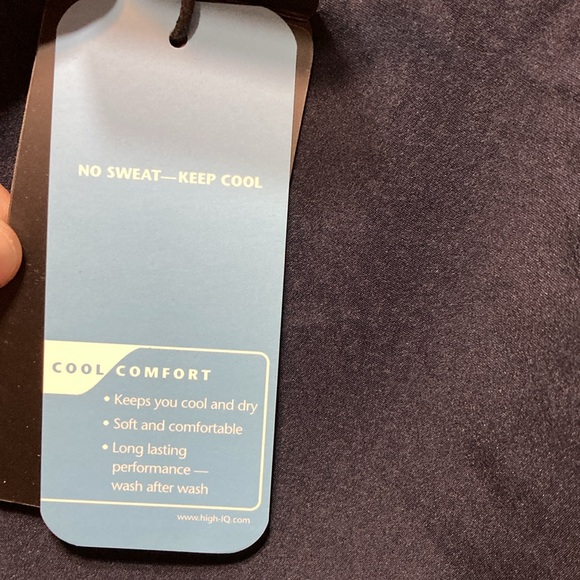 NO SWEAT—KEEP COOL
COOL COMFORT
• Keeps you cool and dry
• Soft and comfortable
• Long lasting
performance —
wash after wash
www.high-IQ.com